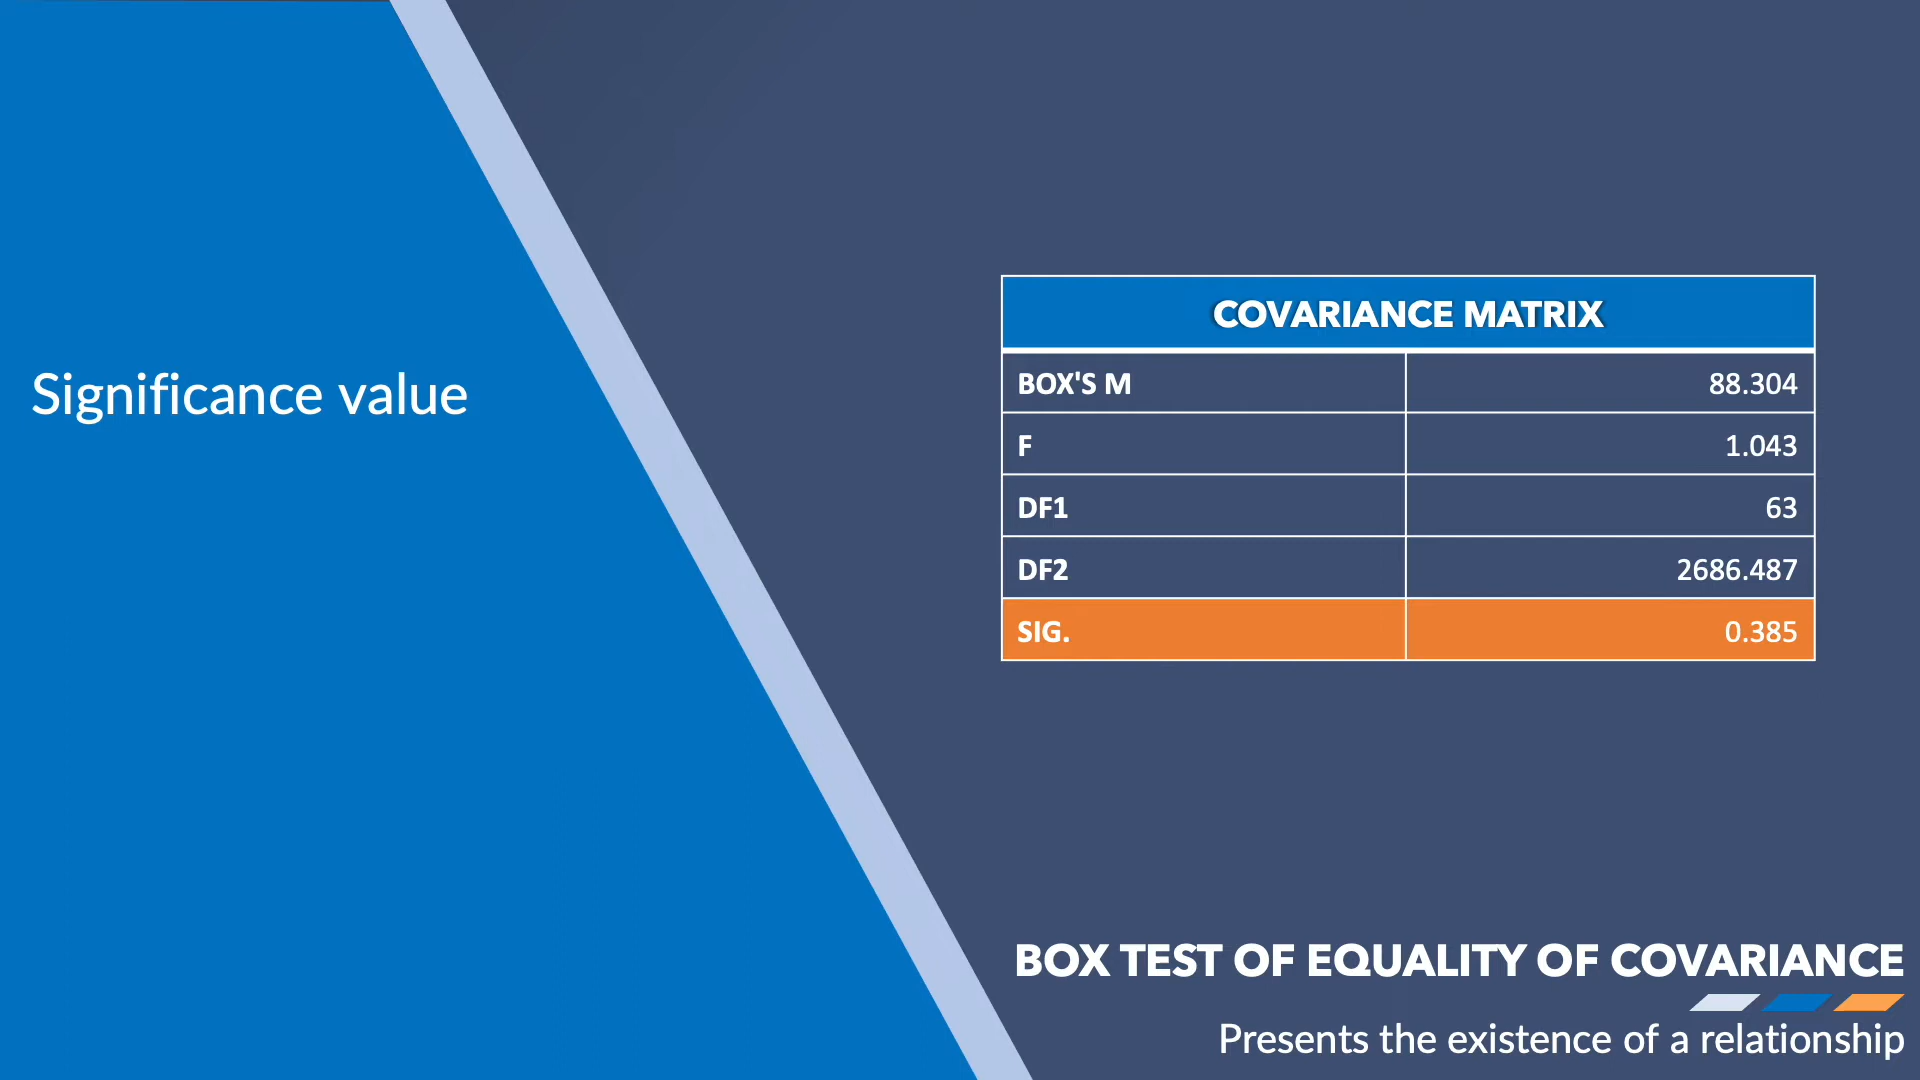 Significance value
COVARIANCE MATRIX
BOX'S M 88.304
F 1.043
DF1 63
DF2 2686.487
SIG. 0.385
BOX TEST OF EQUALITY OF COVARIANCE
Presents the existence of a relationship